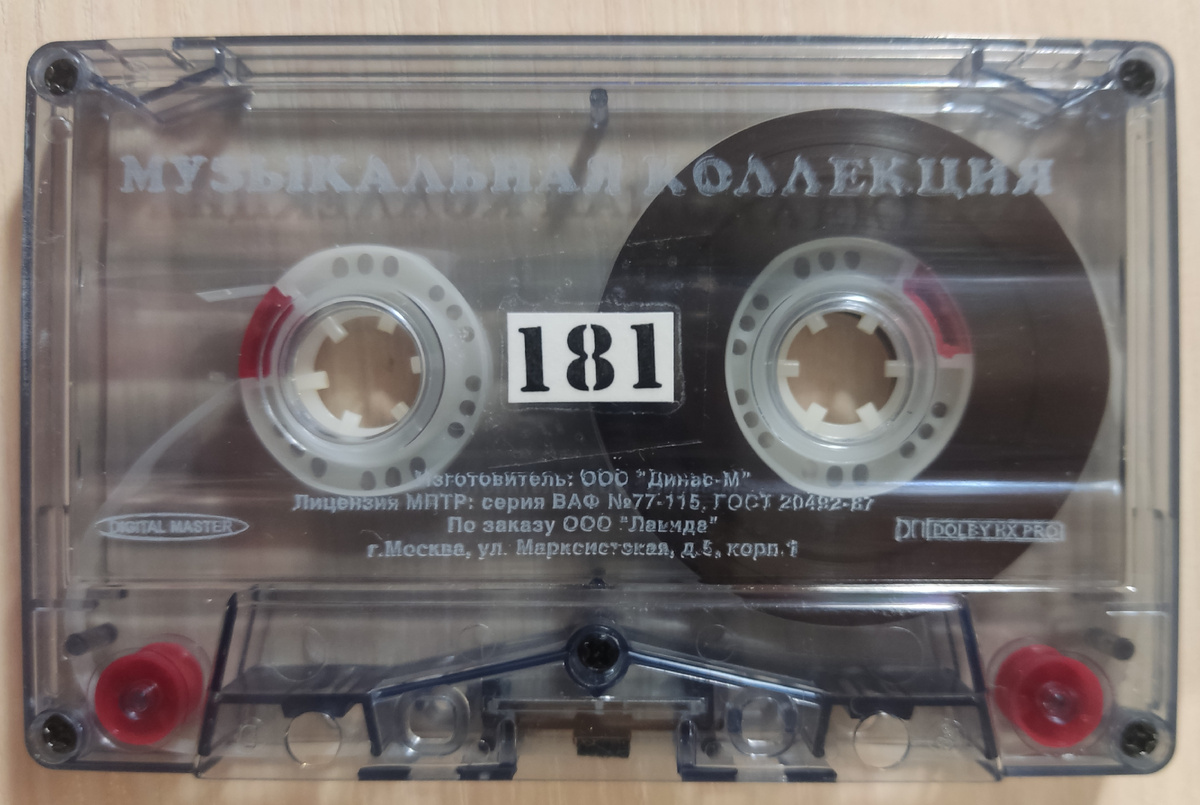 МУЗЫКАЛЬНАЯ КОЛЛЕКЦИЯ
181
Изготовитель: ООО "Динас-М"
Лицензия МПТР: серия ВАФ №77-115, ГОСТ 20492-87
По заказу ООО "Ламида"
г.Москва, ул. Марксистская, д.5, корп.1
DIGITAL MASTER
DOLBY HX PRO